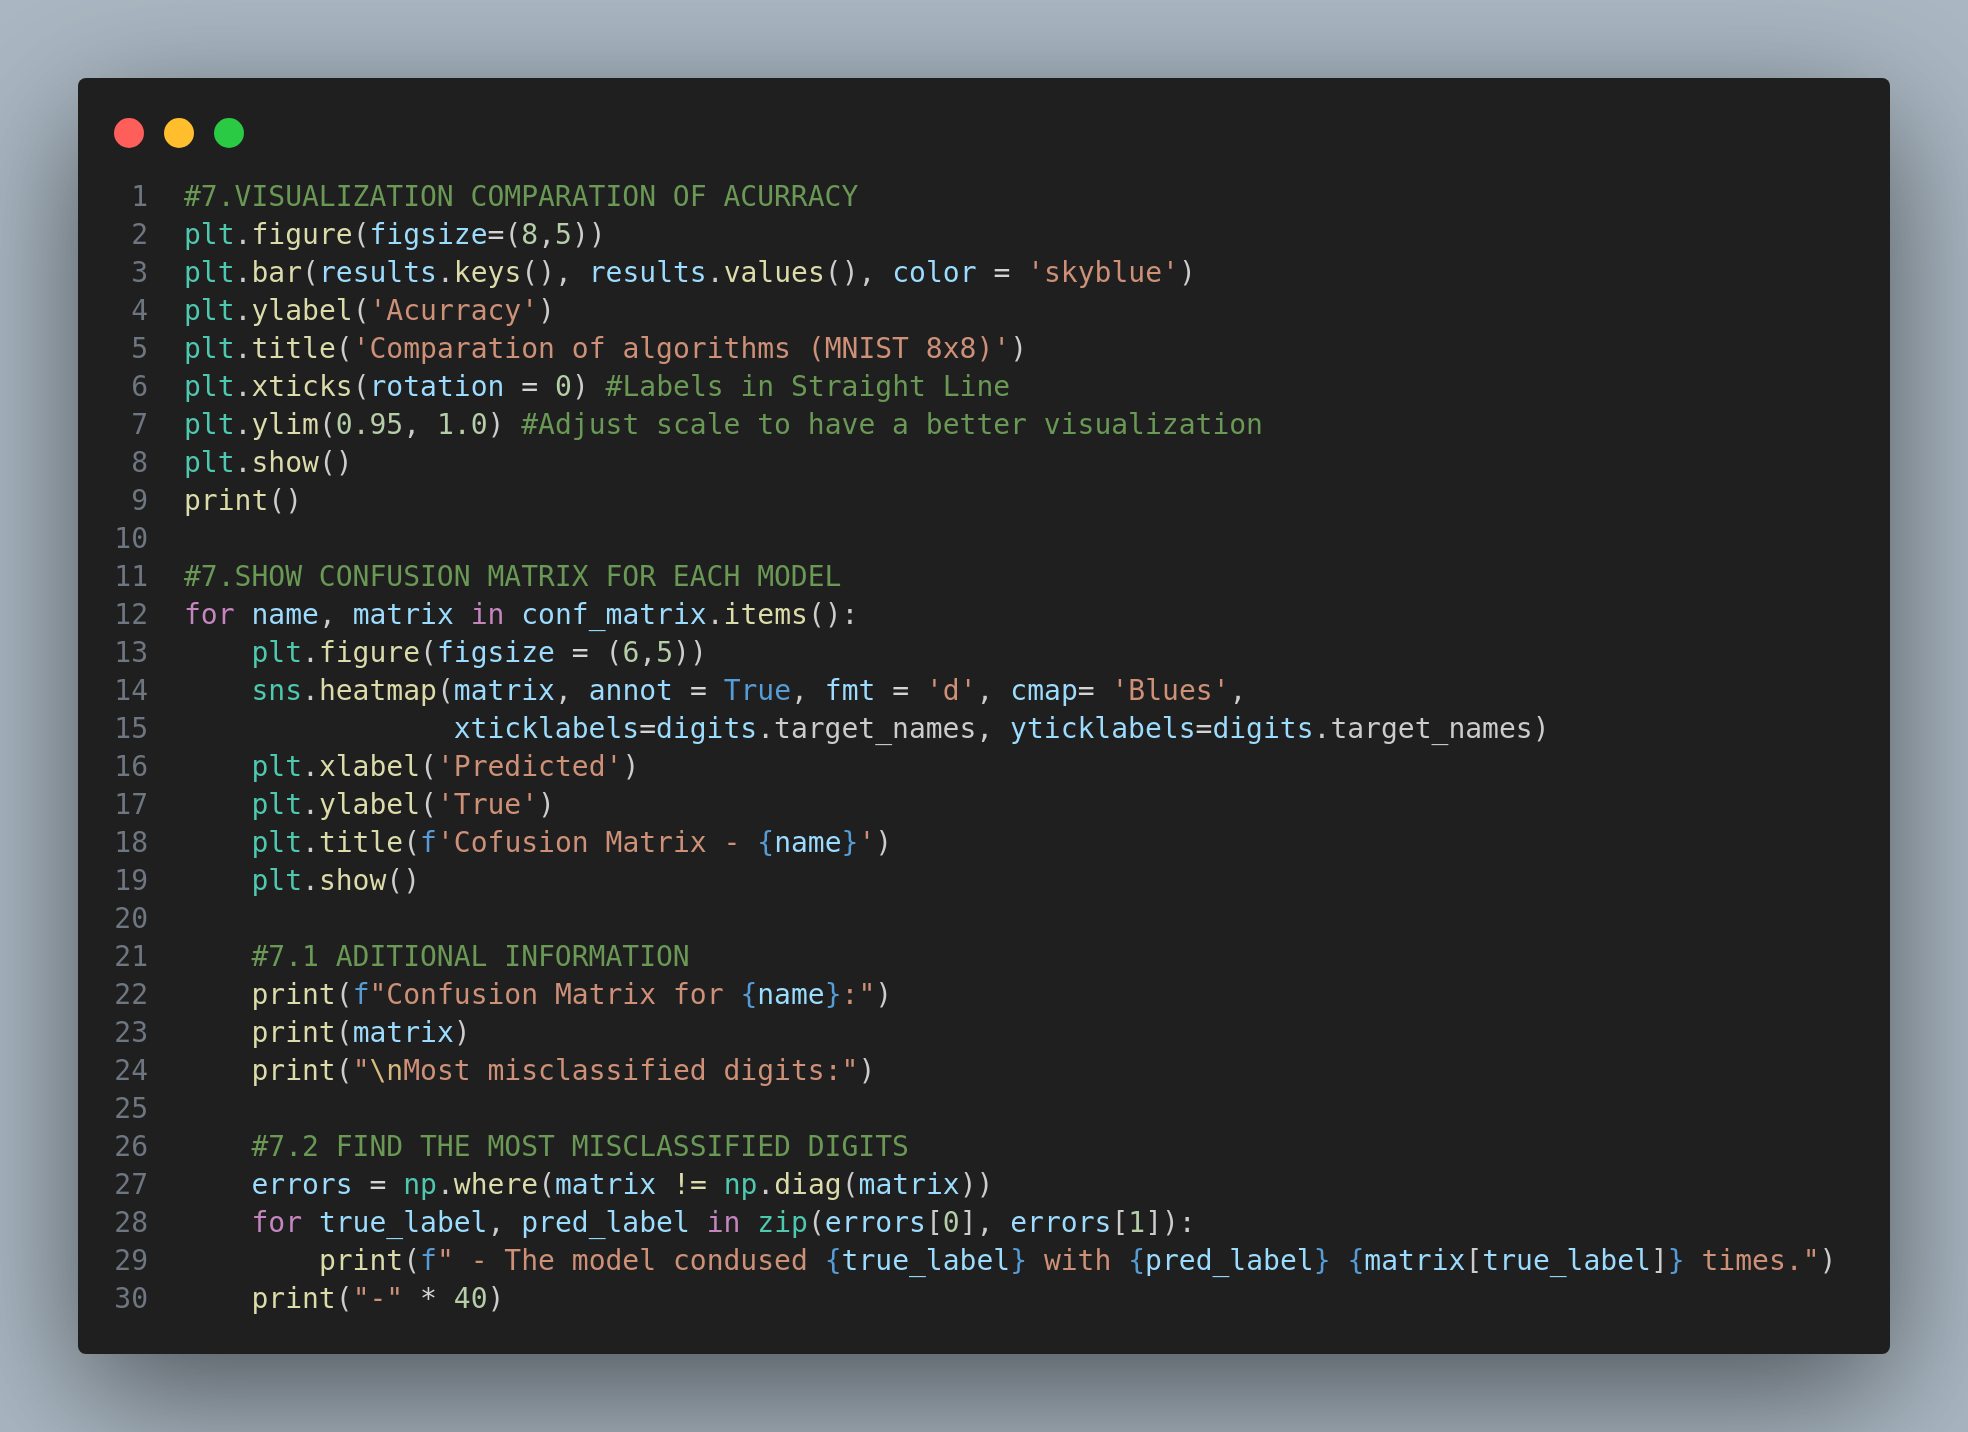 1 #7.VISUALIZATION COMPARATION OF ACURRACY
2 plt.figure(figsize=(8,5))
3 plt.bar(results.keys(), results.values(), color = 'skyblue')
4 plt.ylabel('Acurracy')
5 plt.title('Comparation of algorithms (MNIST 8x8)')
6 plt.xticks(rotation = 0) #Labels in Straight Line
7 plt.ylim(0.95, 1.0) #Adjust scale to have a better visualization
8 plt.show()
9 print()
10
11 #7.SHOW CONFUSION MATRIX FOR EACH MODEL
12 for name, matrix in conf_matrix.items():
13     plt.figure(figsize = (6,5))
14     sns.heatmap(matrix, annot = True, fmt = 'd', cmap= 'Blues',
15                 xticklabels=digits.target_names, yticklabels=digits.target_names)
16     plt.xlabel('Predicted')
17     plt.ylabel('True')
18     plt.title(f'Cofusion Matrix - {name}')
19     plt.show()
20
21     #7.1 ADITIONAL INFORMATION
22     print(f"Confusion Matrix for {name}:")
23     print(matrix)
24     print("\nMost misclassified digits:")
25
26     #7.2 FIND THE MOST MISCLASSIFIED DIGITS
27     errors = np.where(matrix != np.diag(matrix))
28     for true_label, pred_label in zip(errors[0], errors[1]):
29         print(f" - The model condused {true_label} with {pred_label} {matrix[true_label]} times.")
30     print("-" * 40)